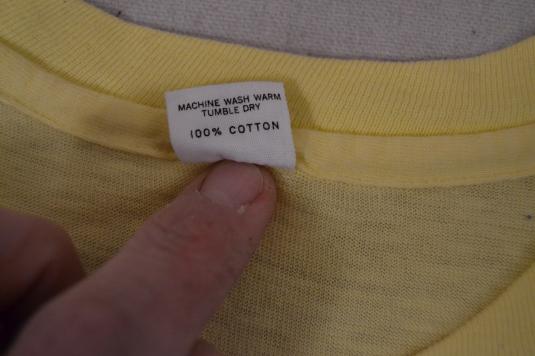 MACHINE WASH WARM
TUMBLE DRY
100% COTTON